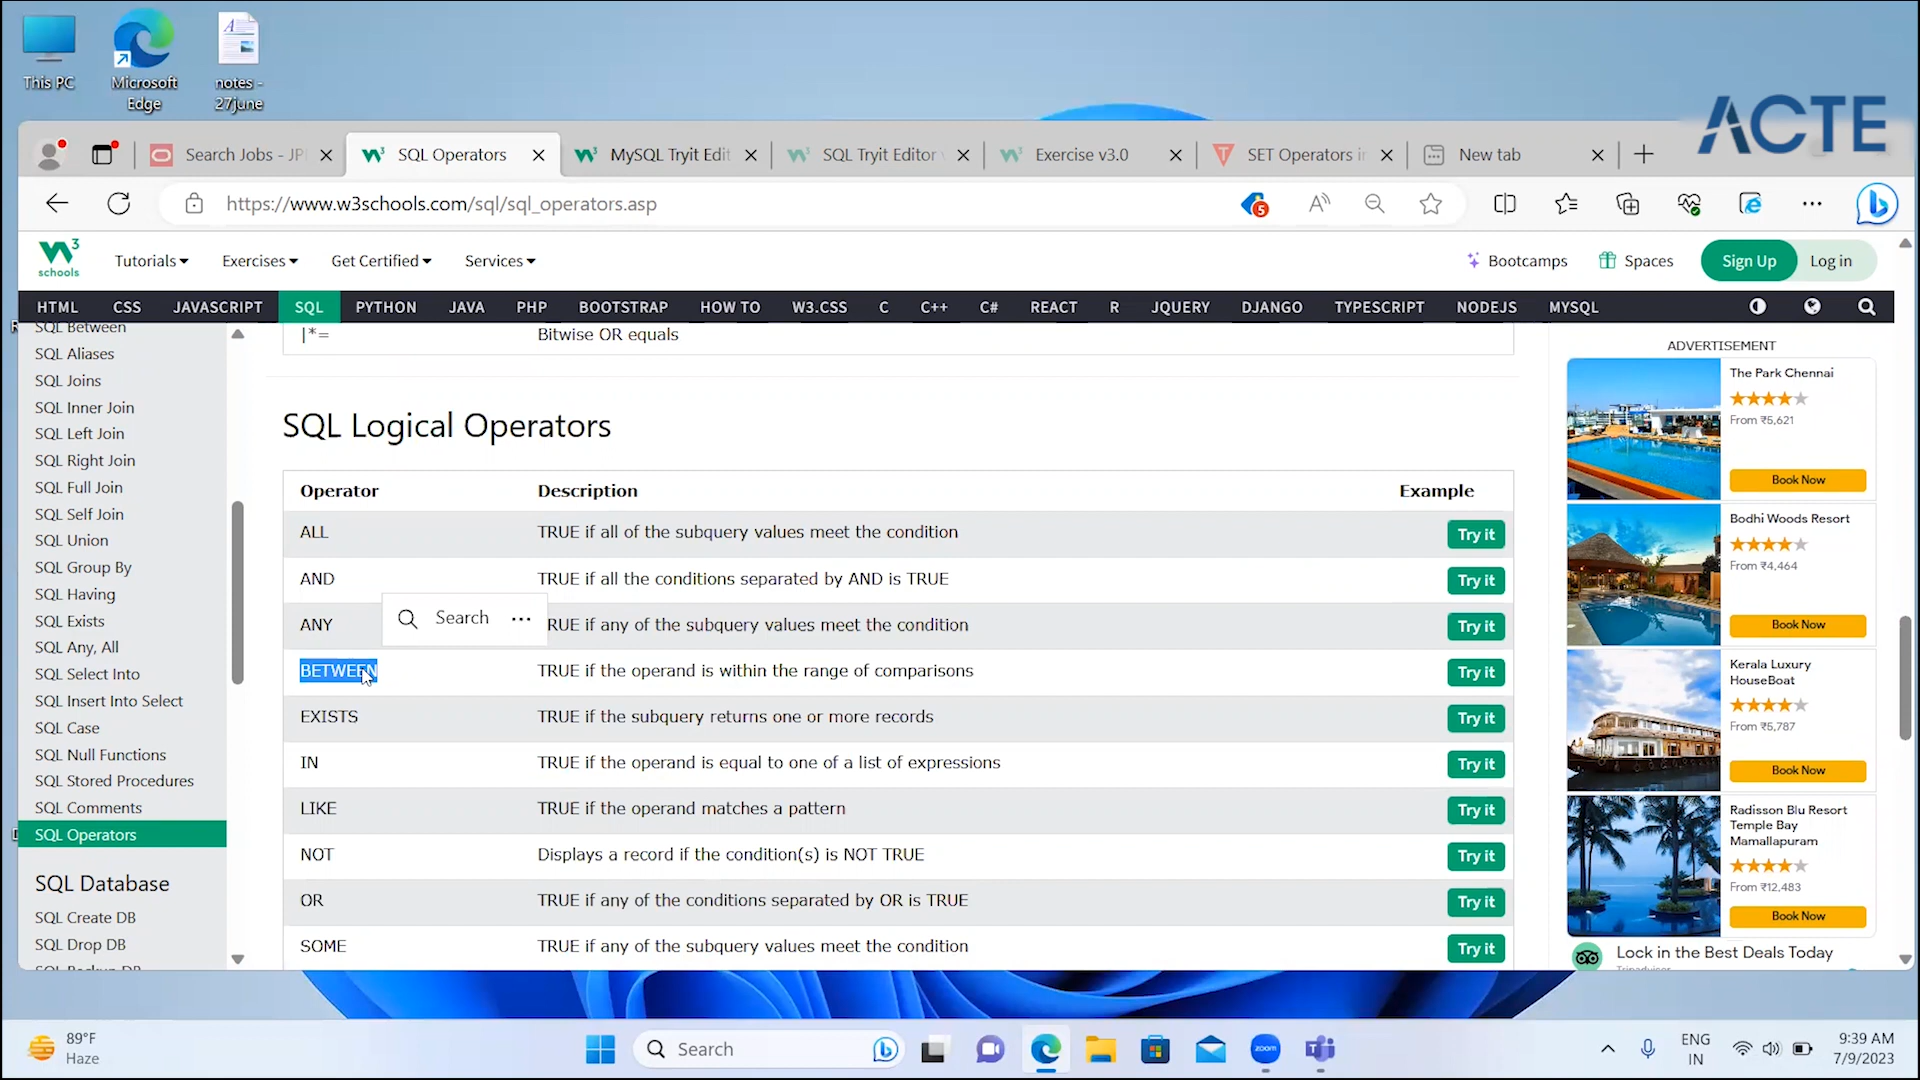 This PC
Microsoft
Edge
notes -
27june
ACTE
Search Jobs - JP
SQL Operators
MySQL Tryit Edit
SQL Tryit Editor v
Exercise v3.0
SET Operators in
New tab
https://www.w3schools.com/sql/sql_operators.asp
5
W3
schools
Tutorials
Exercises
Get Certified
Services
Bootcamps
Spaces
Sign Up
Log in
HTML CSS JAVASCRIPT SQL PYTHON JAVA PHP BOOTSTRAP HOW TO W3.CSS C C++ C# REACT R JQUERY DJANGO TYPESCRIPT NODEJS MYSQL
SQL Between
SQL Aliases
SQL Joins
SQL Inner Join
SQL Left Join
SQL Right Join
SQL Full Join
SQL Self Join
SQL Union
SQL Group By
SQL Having
SQL Exists
SQL Any, All
SQL Select Into
SQL Insert Into Select
SQL Case
SQL Null Functions
SQL Stored Procedures
SQL Comments
SQL Operators
SQL Database
SQL Create DB
SQL Drop DB
SQL Backup DB
|*= Bitwise OR equals
SQL Logical Operators
Operator Description Example
ALL TRUE if all of the subquery values meet the condition Try it
AND TRUE if all the conditions separated by AND is TRUE Try it
Search ...
ANY TRUE if any of the subquery values meet the condition Try it
BETWEEN TRUE if the operand is within the range of comparisons Try it
EXISTS TRUE if the subquery returns one or more records Try it
IN TRUE if the operand is equal to one of a list of expressions Try it
LIKE TRUE if the operand matches a pattern Try it
NOT Displays a record if the condition(s) is NOT TRUE Try it
OR TRUE if any of the conditions separated by OR is TRUE Try it
SOME TRUE if any of the subquery values meet the condition Try it
ADVERTISEMENT
The Park Chennai
From ₹5,621
Book Now
Bodhi Woods Resort
From ₹4,464
Book Now
Kerala Luxury
HouseBoat
From ₹5,787
Book Now
Radisson Blu Resort
Temple Bay
Mamallapuram
From ₹12,483
Book Now
Lock in the Best Deals Today
Tripadvisor
89°F
Haze
Search
zoom
ENG
IN
9:39 AM
7/9/2023